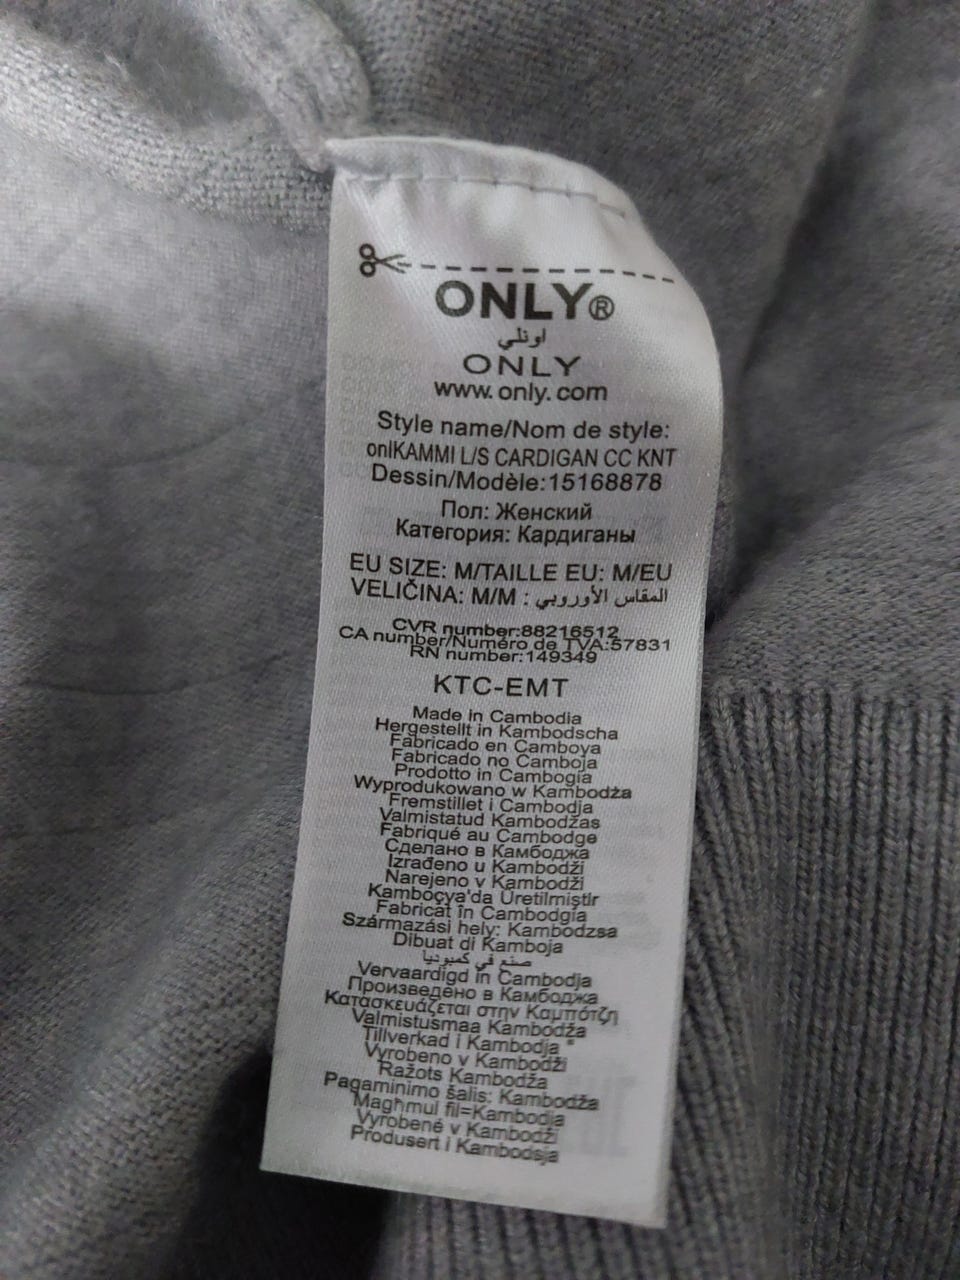 ONLY®
اونلي
ONLY
www.only.com
Style name/Nom de style:
onlKAMMI L/S CARDIGAN CC KNT
Dessin/Modèle:15168878
Пол: Женский
Категория: Кардиганы
EU SIZE: M/TAILLE EU: M/EU
VELIČINA: M/M : المقاس الأوروبي
CVR number:88216512
CA number/Numéro de TVA:57831
RN number:149349
KTC-EMT
Made in Cambodia
Hergestellt in Kambodscha
Fabricado en Camboya
Fabricado no Camboja
Prodotto in Cambogia
Wyprodukowano w Kambodża
Fremstillet i Cambodja
Valmistatud Kambodžas
Fabriqué au Cambodge
Сделано в Камбоджа
Izrađeno u Kambodži
Narejeno v Kambodži
Kamboçya'da Üretilmiştir
Fabricat în Cambodgia
Származási hely: Kambodzsa
Dibuat di Kamboja
صنع في كمبوديا
Vervaardigd in Cambodja
Произведено в Камбоджа
Κατασκευάζεται στην Καμπότζη
Valmistusmaa Kambodža
Tillverkad i Kambodja
Vyrobeno v Kambodži
Ražots Kambodža
Pagaminimo šalis: Kambodža
Magħmul fil=Kambodja
Vyrobené v Kambodži
Produsert i Kambodsja